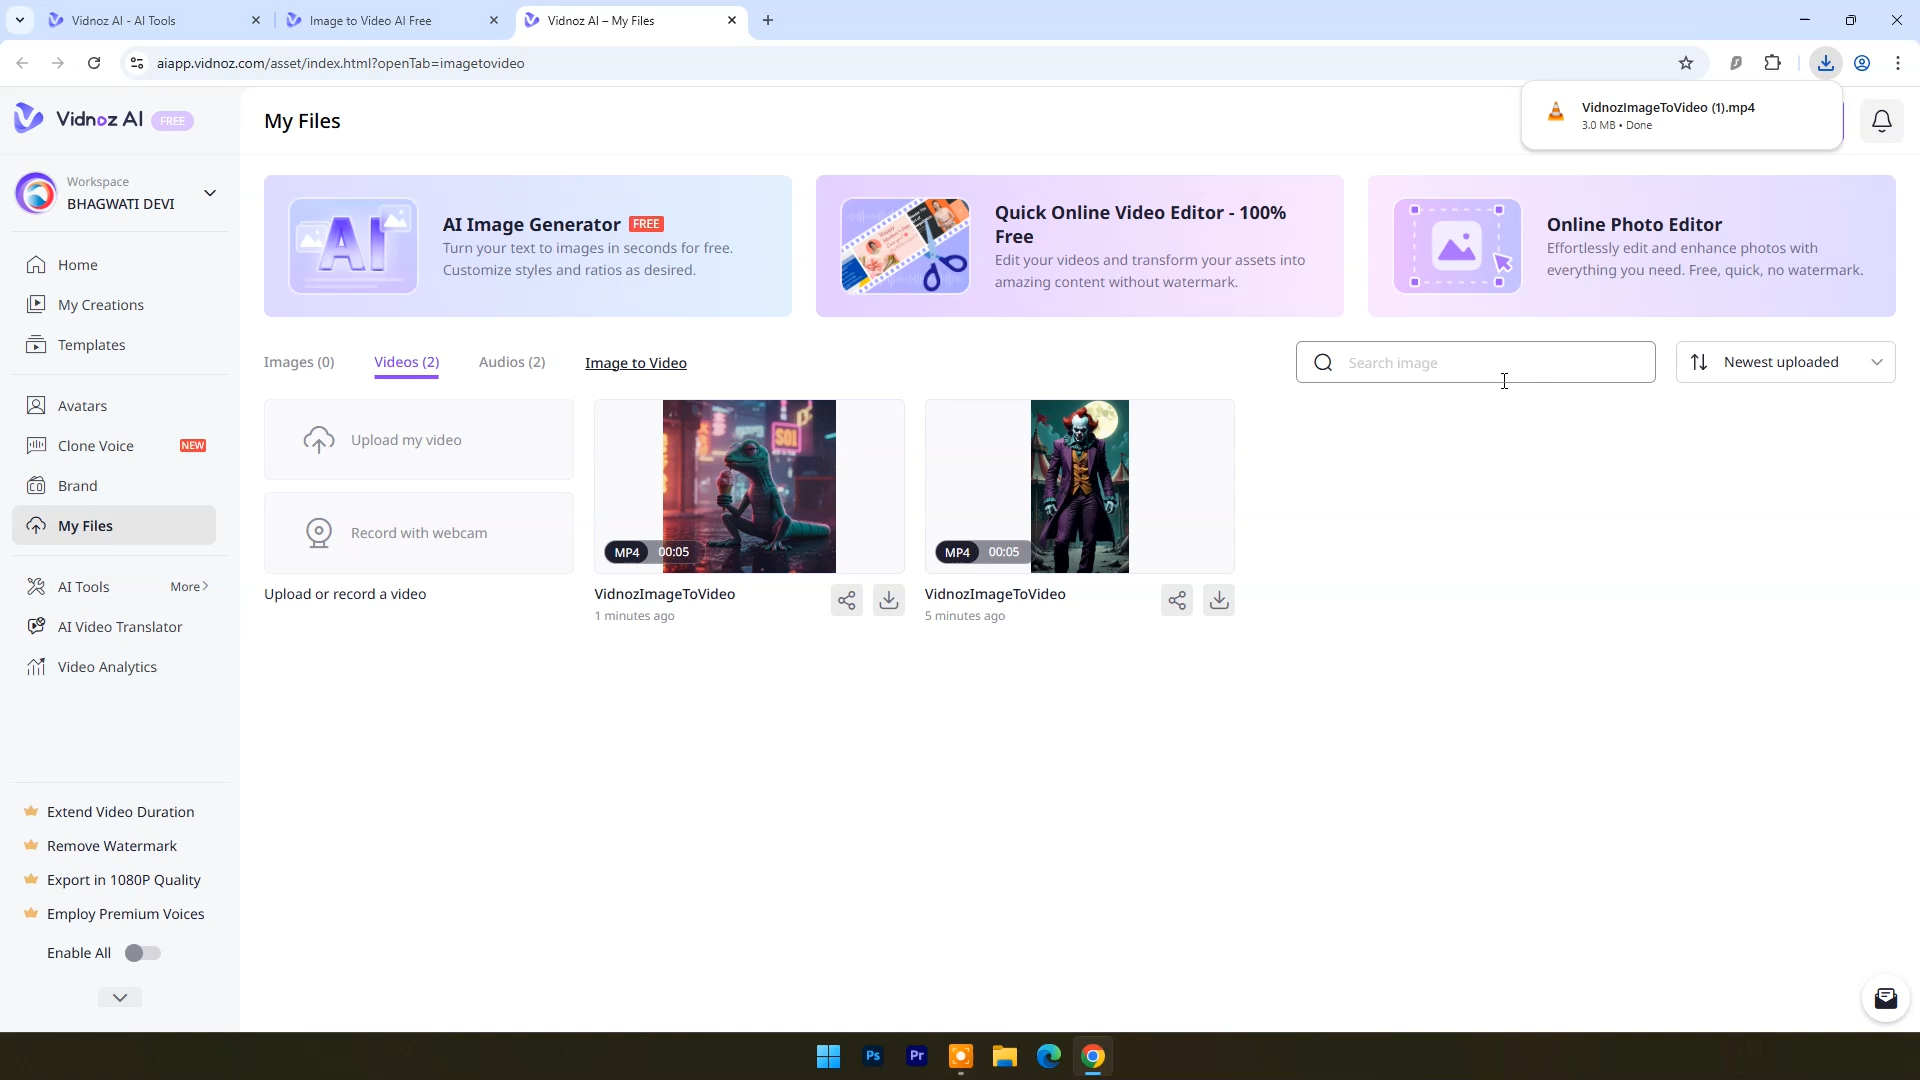 Vidnoz AI - AI Tools
Image to Video AI Free
Vidnoz AI – My Files
aiapp.vidnoz.com/asset/index.html?openTab=imagetovideo
VidnozImageToVideo (1).mp4
3.0 MB • Done
Vidnoz AI FREE
My Files
Workspace
BHAGWATI DEVI
Home
My Creations
Templates
Avatars
Clone Voice NEW
Brand
My Files
AI Tools More
AI Video Translator
Video Analytics
Extend Video Duration
Remove Watermark
Export in 1080P Quality
Employ Premium Voices
Enable All
AI
AI Image Generator FREE
Turn your text to images in seconds for free.
Customize styles and ratios as desired.
Quick Online Video Editor - 100%
Free
Edit your videos and transform your assets into
amazing content without watermark.
Online Photo Editor
Effortlessly edit and enhance photos with
everything you need. Free, quick, no watermark.
Images (0)
Videos (2)
Audios (2)
Image to Video
Search image
Newest uploaded
Upload my video
Record with webcam
Upload or record a video
SOL
MP4 00:05
VidnozImageToVideo
1 minutes ago
MP4 00:05
VidnozImageToVideo
5 minutes ago
Ps
Pr